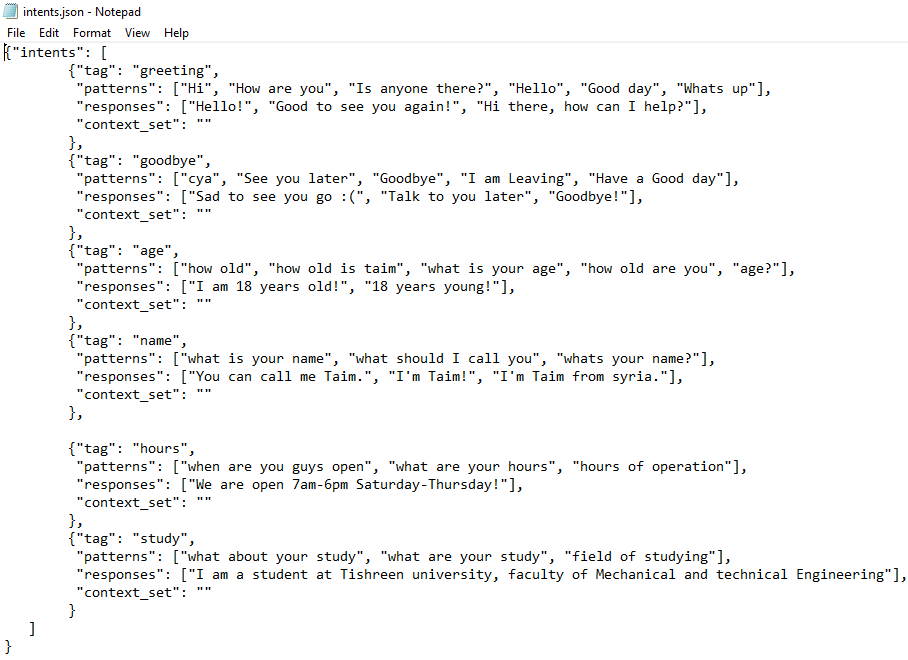 intents.json - Notepad
File Edit Format View Help
{"intents": [
        {"tag": "greeting",
         "patterns": ["Hi", "How are you", "Is anyone there?", "Hello", "Good day", "Whats up"],
         "responses": ["Hello!", "Good to see you again!", "Hi there, how can I help?"],
         "context_set": ""
        },
        {"tag": "goodbye",
         "patterns": ["cya", "See you later", "Goodbye", "I am Leaving", "Have a Good day"],
         "responses": ["Sad to see you go :(", "Talk to you later", "Goodbye!"],
         "context_set": ""
        },
        {"tag": "age",
         "patterns": ["how old", "how old is taim", "what is your age", "how old are you", "age?"],
         "responses": ["I am 18 years old!", "18 years young!"],
         "context_set": ""
        },
        {"tag": "name",
         "patterns": ["what is your name", "what should I call you", "whats your name?"],
         "responses": ["You can call me Taim.", "I'm Taim!", "I'm Taim from syria."],
         "context_set": ""
        },
        {"tag": "hours",
         "patterns": ["when are you guys open", "what are your hours", "hours of operation"],
         "responses": ["We are open 7am-6pm Saturday-Thursday!"],
         "context_set": ""
        },
        {"tag": "study",
         "patterns": ["what about your study", "what are your study", "field of studying"],
         "responses": ["I am a student at Tishreen university, faculty of Mechanical and technical Engineering"],
         "context_set": ""
        }
   ]
}